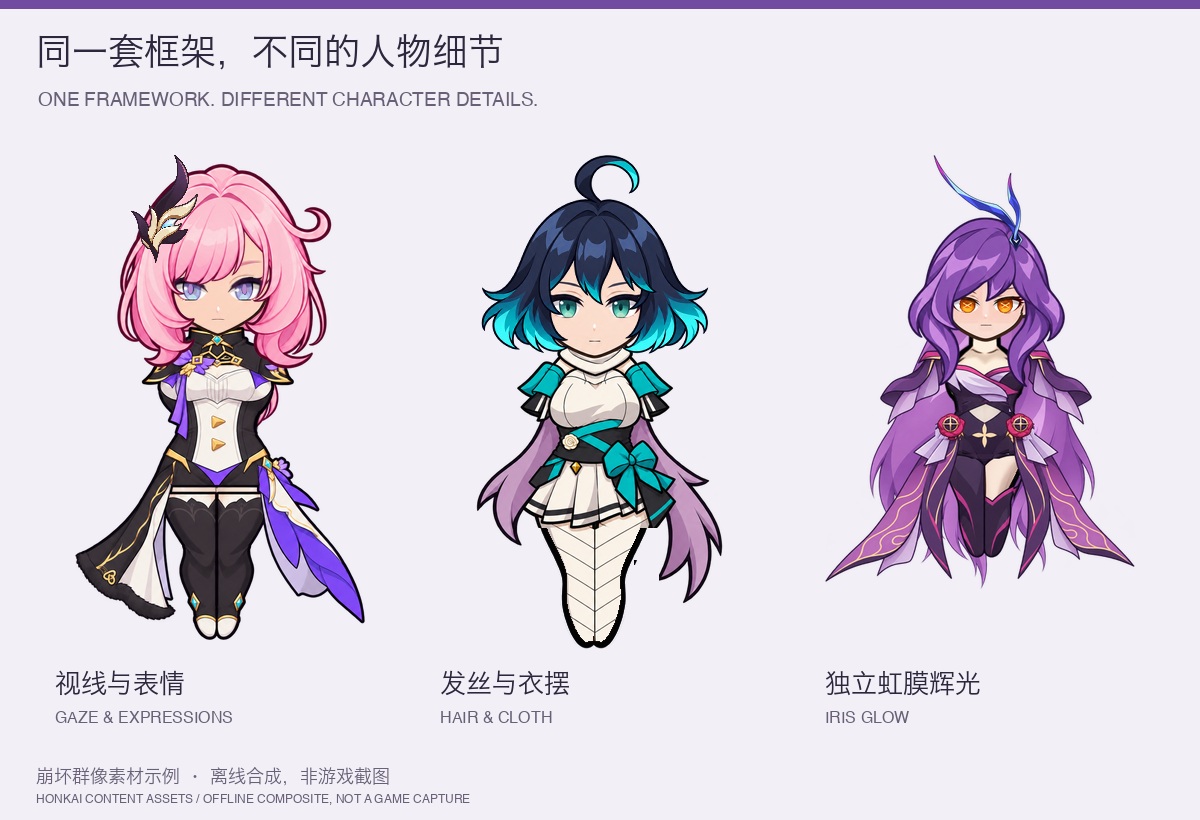 同一套框架，不同的人物细节
ONE FRAMEWORK. DIFFERENT CHARACTER DETAILS.
视线与表情
GAZE & EXPRESSIONS
发丝与衣摆
HAIR & CLOTH
独立虹膜辉光
IRIS GLOW
崩坏群像素材示例 · 离线合成，非游戏截图
HONKAI CONTENT ASSETS / OFFLINE COMPOSITE, NOT A GAME CAPTURE